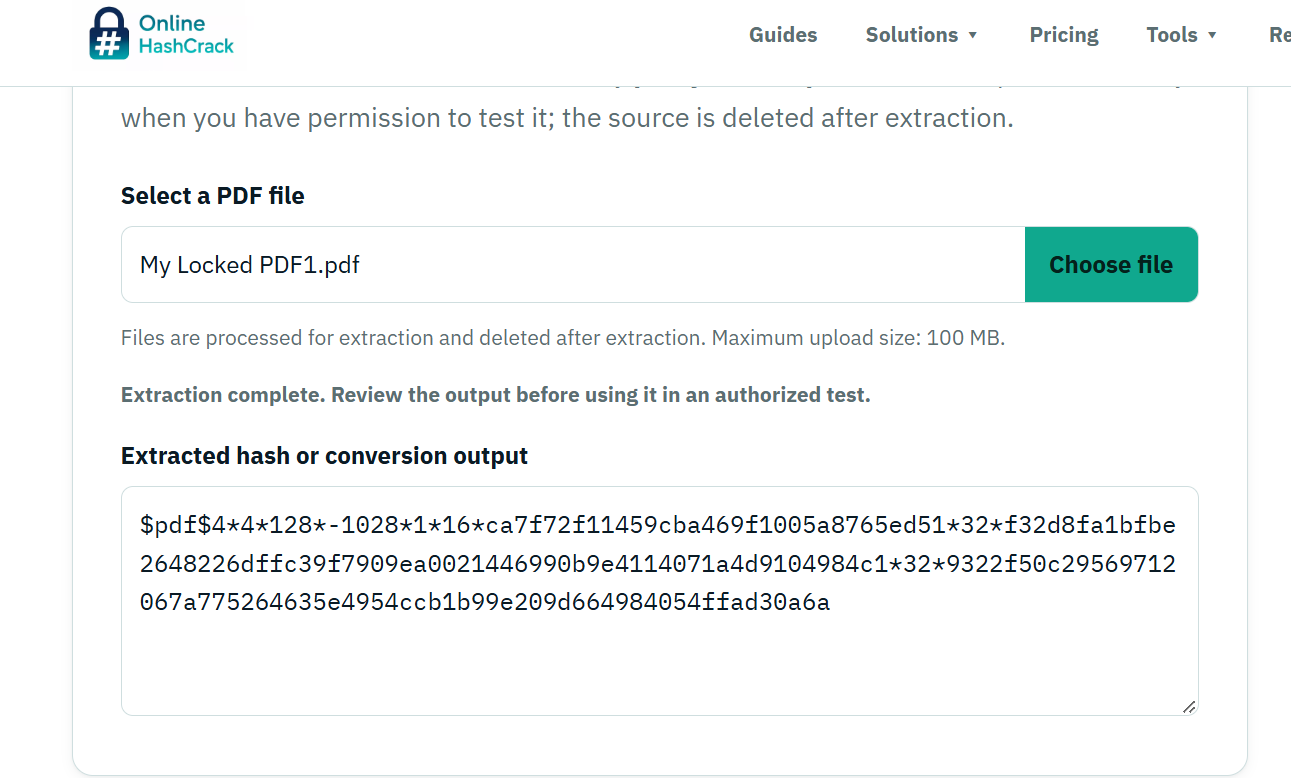 Online
HashCrack
Guides
Solutions ▼
Pricing
Tools ▼
Re
when you have permission to test it; the source is deleted after extraction.
Select a PDF file
My Locked PDF1.pdf
Choose file
Files are processed for extraction and deleted after extraction. Maximum upload size: 100 MB.
Extraction complete. Review the output before using it in an authorized test.
Extracted hash or conversion output
$pdf$4*4*128*-1028*1*16*ca7f72f11459cba469f1005a8765ed51*32*f32d8fa1bfbe
2648226dffc39f7909ea0021446990b9e4114071a4d9104984c1*32*9322f50c29569712
067a775264635e4954ccb1b99e209d664984054ffad30a6a